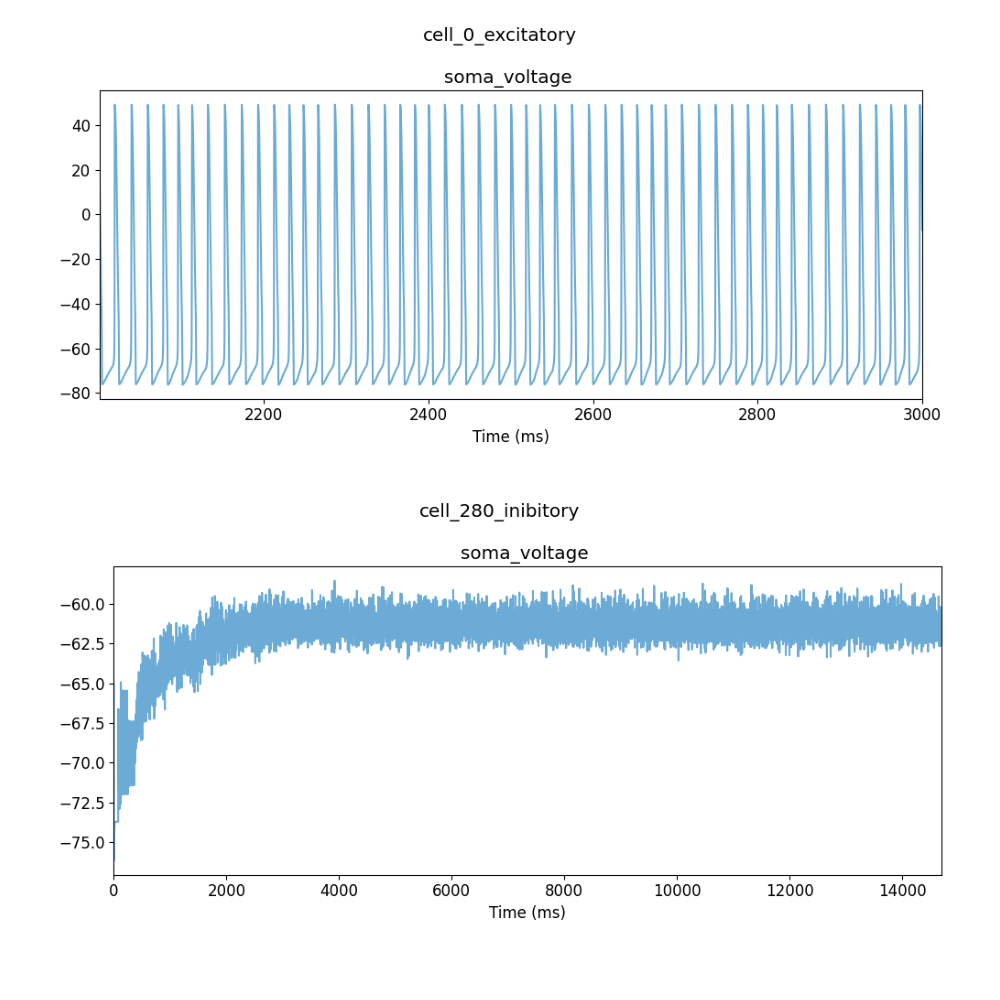 cell_0_excitatory
soma_voltage
40
20
0
−20
−40
−60
−80
2200 2400 2600 2800 3000
Time (ms)
cell_280_inibitory
soma_voltage
−60.0
−62.5
−65.0
−67.5
−70.0
−72.5
−75.0
0 2000 4000 6000 8000 10000 12000 14000
Time (ms)